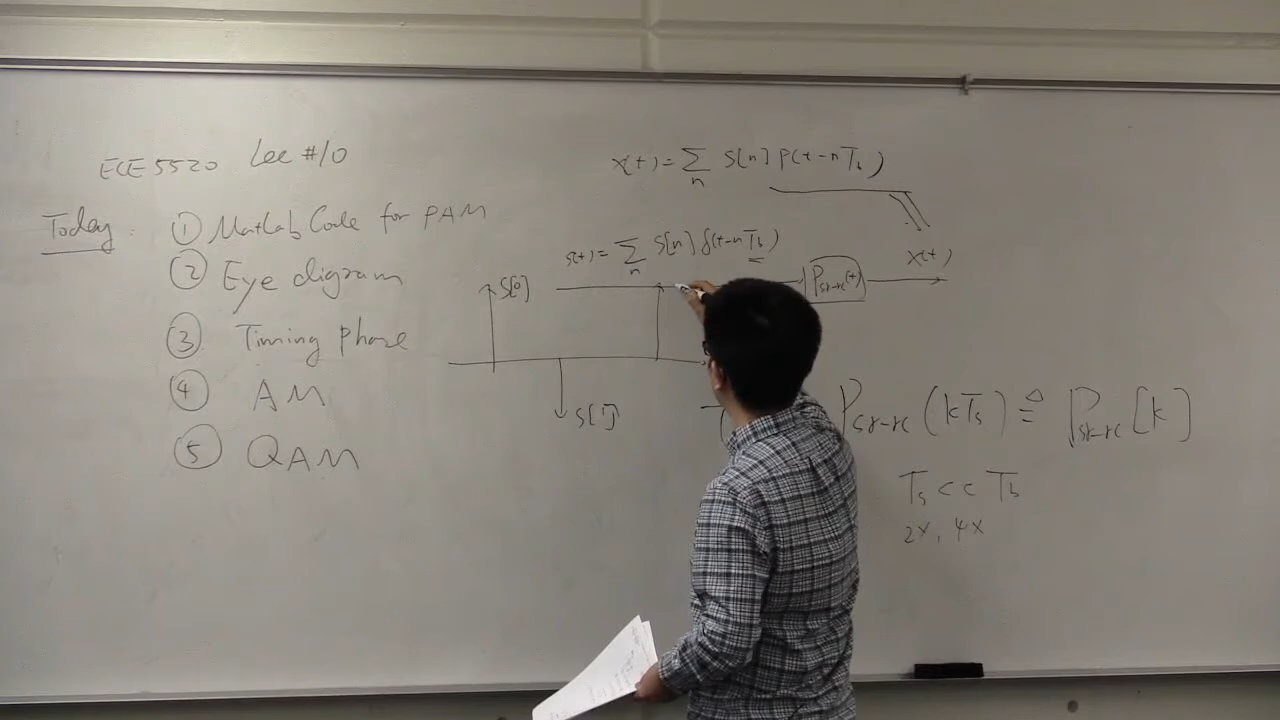 ECE 5520 Lec #10
Today: ① Matlab Code for PAM
② Eye digram
③ Timing Phase
④ AM
⑤ QAM
x(t) = ∑ₙ S[n] P(t-nT_b)
s(t) = ∑ₙ S[n] δ(t-nT_b)
S[0]
P_sr-rc(t)
x(t)
S[1]
P_sr-rc(kT_s) ≜ P_sr-rc[k]
T_s << T_b
2x, 4x